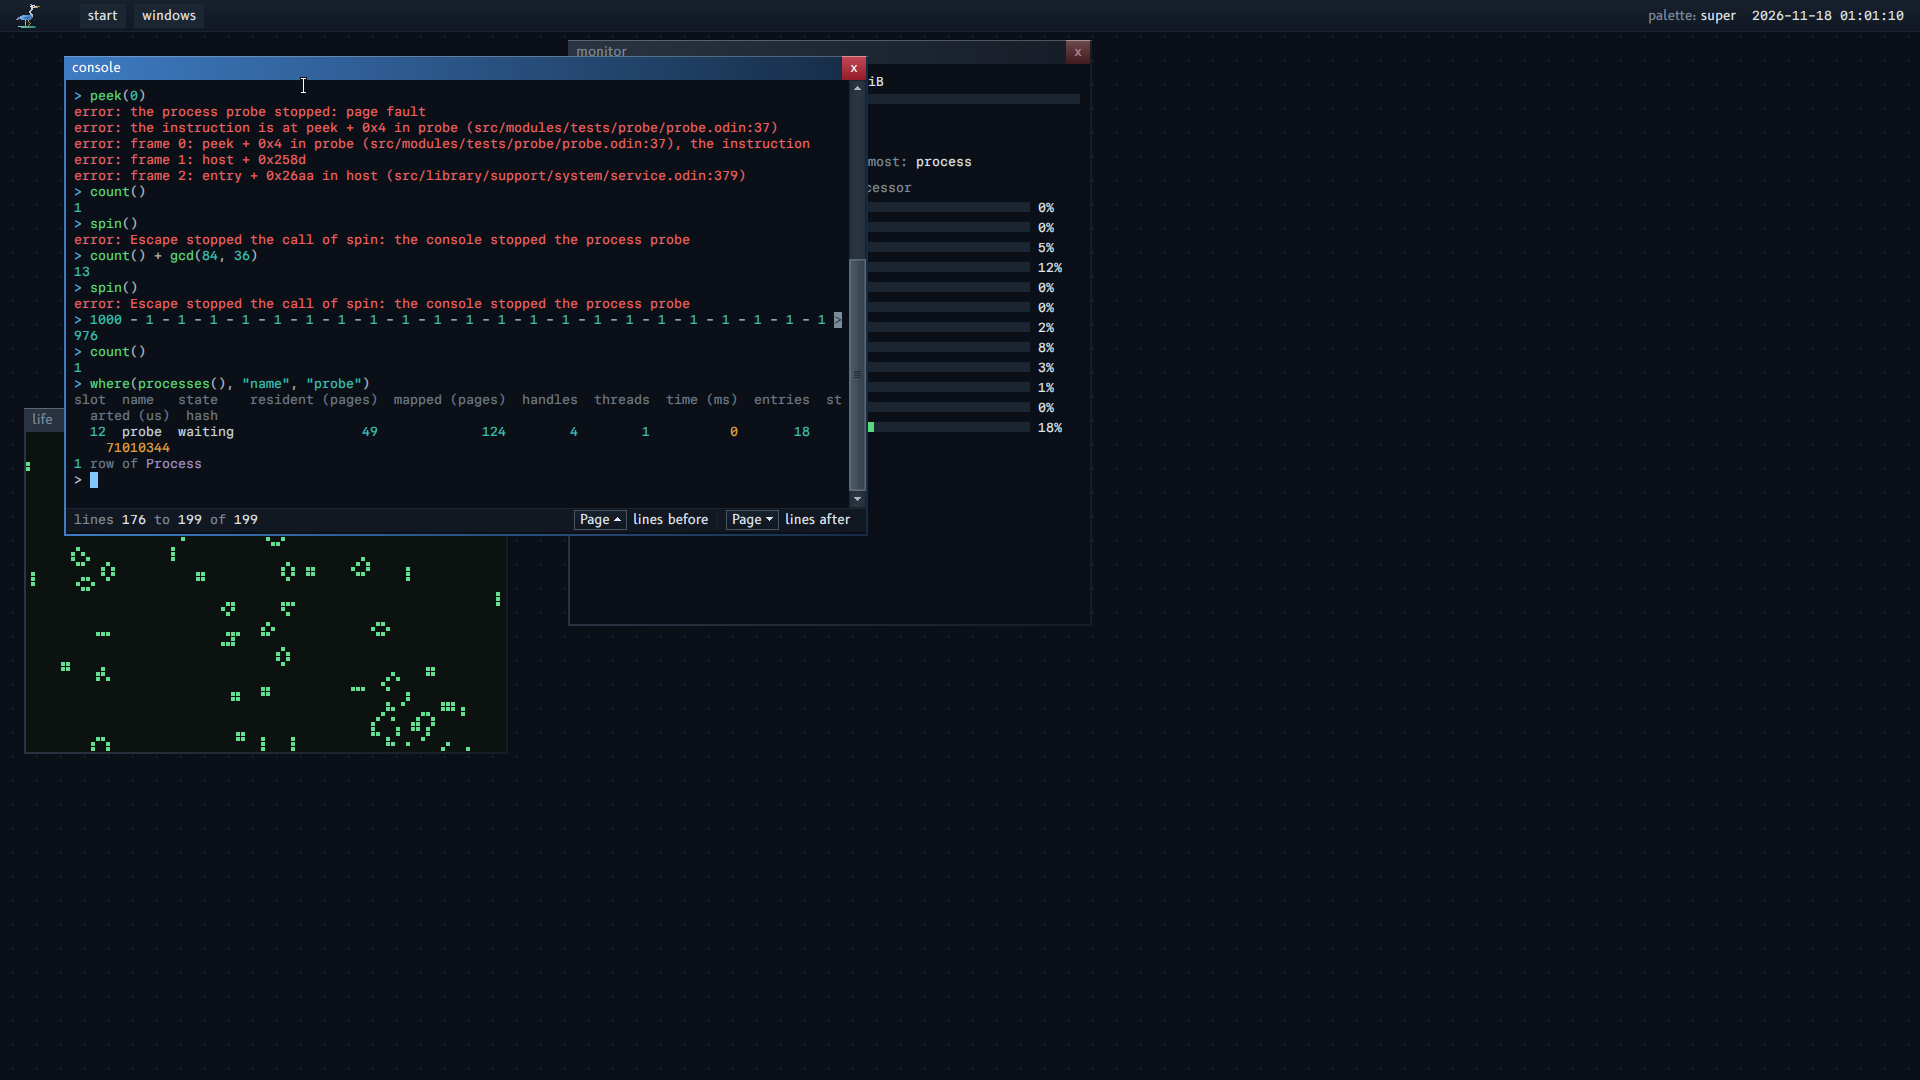 start windows palette: super 2026-11-18 01:01:10
monitor x
console x
iB
> peek(0)
error: the process probe stopped: page fault
error: the instruction is at peek + 0x4 in probe (src/modules/tests/probe/probe.odin:37)
error: frame 0: peek + 0x4 in probe (src/modules/tests/probe/probe.odin:37), the instruction
error: frame 1: host + 0x258d
error: frame 2: entry + 0x26aa in host (src/library/support/system/service.odin:379)
> count()
1
> spin()
error: Escape stopped the call of spin: the console stopped the process probe
> count() + gcd(84, 36)
13
> spin()
error: Escape stopped the call of spin: the console stopped the process probe
> 1000 - 1 - 1 - 1 - 1 - 1 - 1 - 1 - 1 - 1 - 1 - 1 - 1 - 1 - 1 - 1 - 1 - 1 - 1 - 1 - 1 - 1 - 1 >
976
> count()
1
> where(processes(), "name", "probe")
slot name state resident (pages) mapped (pages) handles threads time (ms) entries st
arted (us) hash
12 probe waiting 49 124 4 1 0 18
71010344
1 row of Process
>
lines 176 to 199 of 199 Page lines before Page lines after
most: process
cessor
0%
0%
5%
12%
0%
0%
2%
8%
3%
1%
0%
18%
life